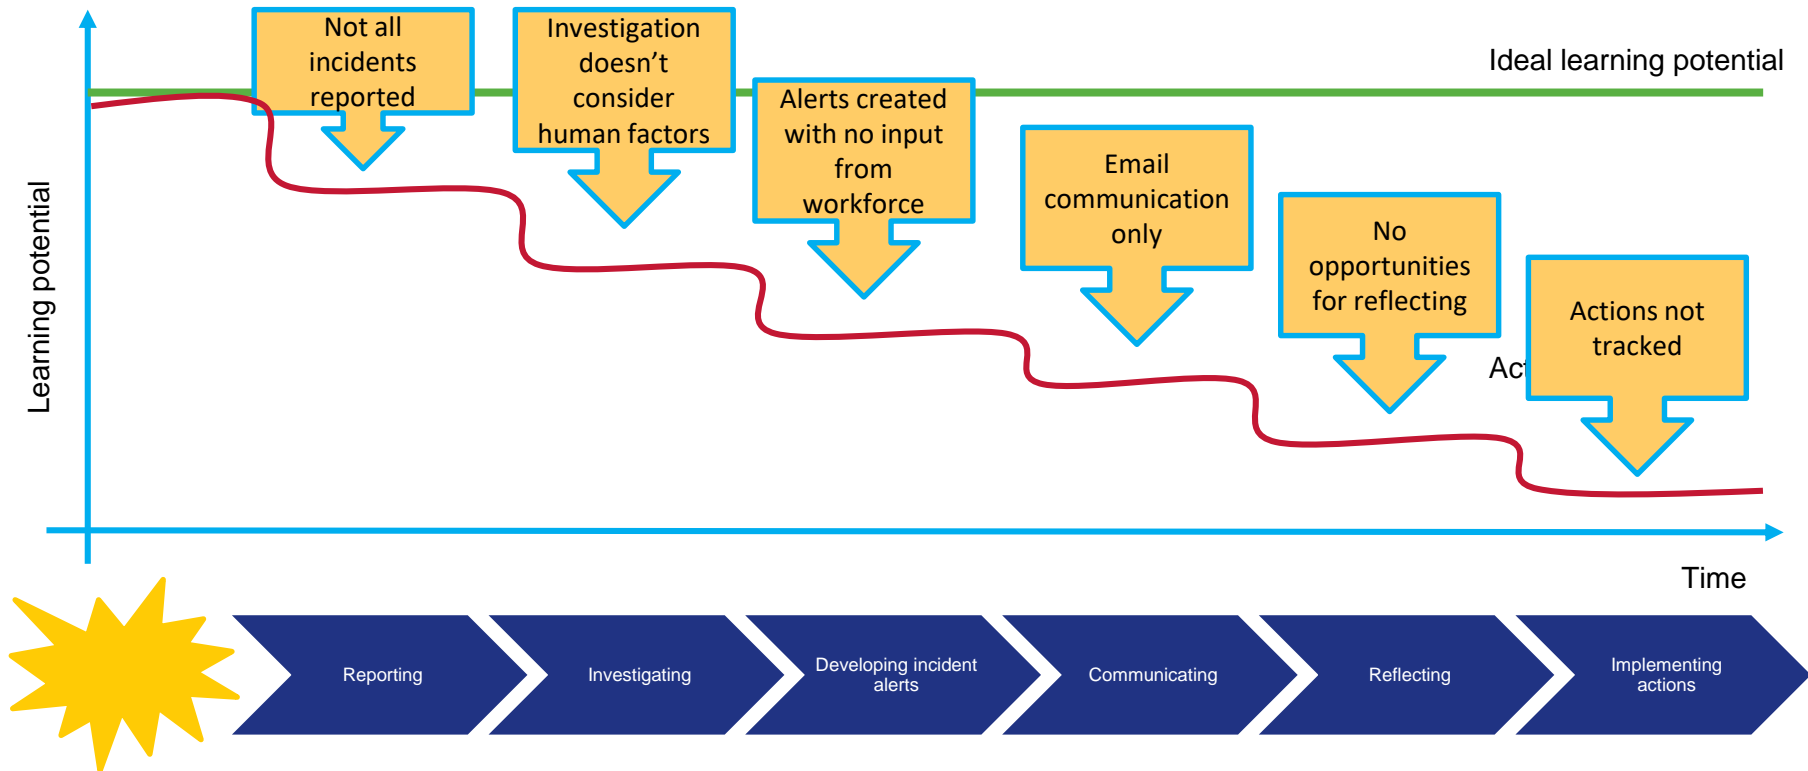 Not all
incidents
reported
Investigation
doesn’t
consider
human factors
Alerts created
with no input
from
workforce
Email
communication
only
No
opportunities
for reflecting
Actions not
tracked
Ideal learning potential
Learning potential
Time
Reporting
Investigating
Developing incident
alerts
Communicating
Reflecting
Implementing
actions